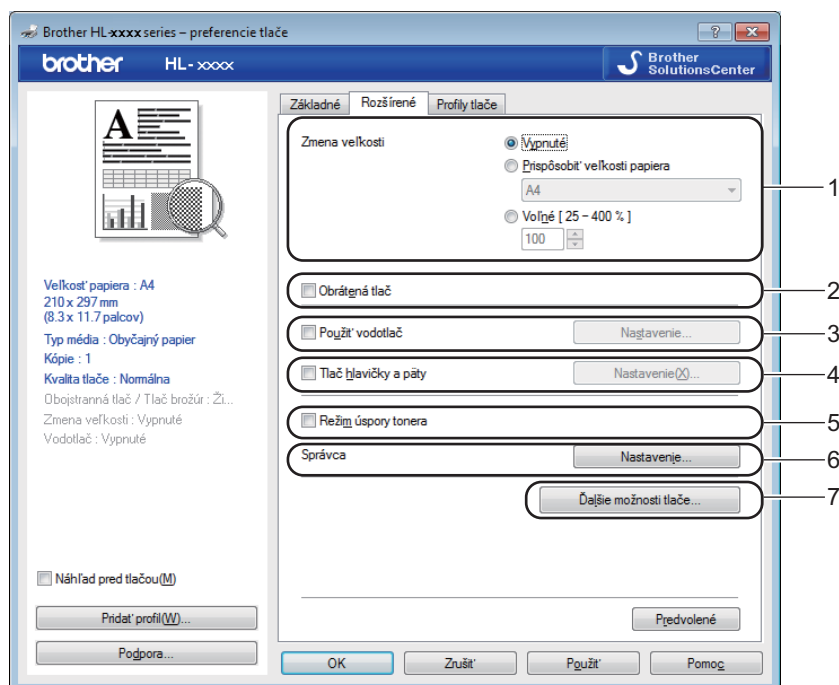 Brother HL-xxxx series – preferencie tlače
brother HL-xxxx
Brother
SolutionsCenter
A
Veľkosť papiera : A4
210 x 297 mm
(8.3 x 11.7 palcov)
Typ média : Obyčajný papier
Kópie : 1
Kvalita tlače : Normálna
Obojstranná tlač / Tlač brožúr : Ži...
Zmena veľkosti : Vypnuté
Vodotlač : Vypnuté
Náhľad pred tlačou(M)
Pridať profil(W)...
Podpora...
Základné Rozšírené Profily tlače
Zmena veľkosti
Vypnuté
Prispôsobiť veľkosti papiera
A4
Voľné [ 25 – 400 % ]
100
1
Obrátená tlač
2
Použiť vodotlač Nastavenie...
3
Tlač hlavičky a päty Nastavenie(X)...
4
Režim úspory tonera
5
Správca Nastavenie...
6
Ďalšie možnosti tlače...
7
Predvolené
OK Zrušiť Použiť Pomoc